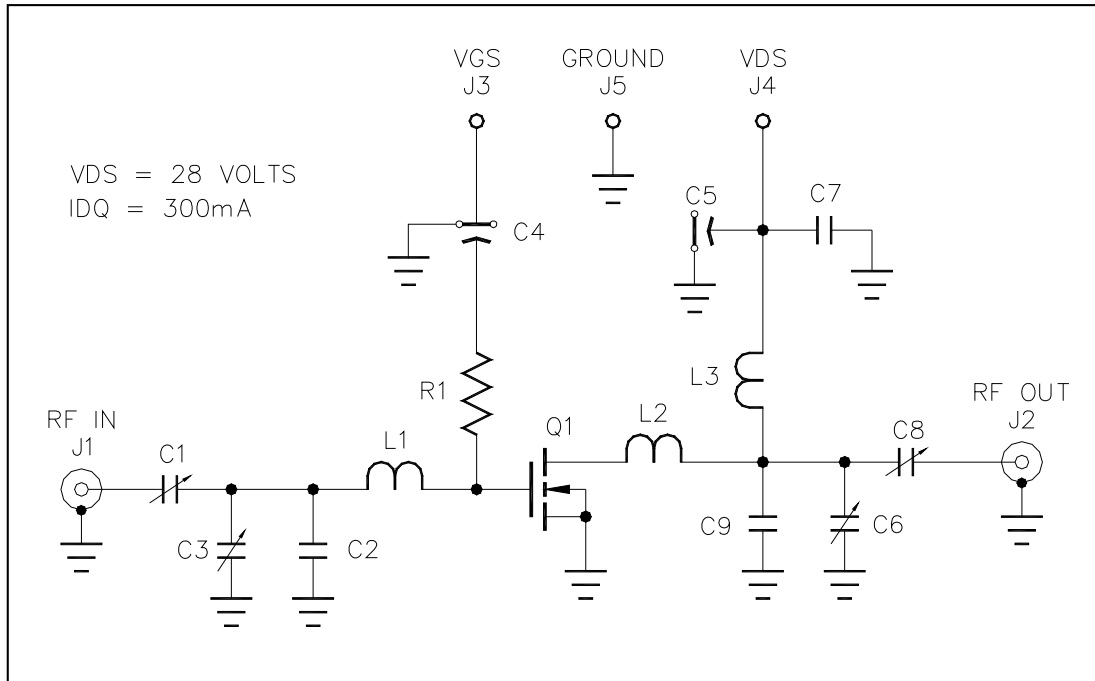 VGS
J3
GROUND
J5
VDS
J4
VDS = 28 VOLTS
IDQ = 300mA
C4
C5
C7
R1
L3
RF IN
J1
C1
L1
Q1
L2
C8
RF OUT
J2
C3
C2
C9
C6